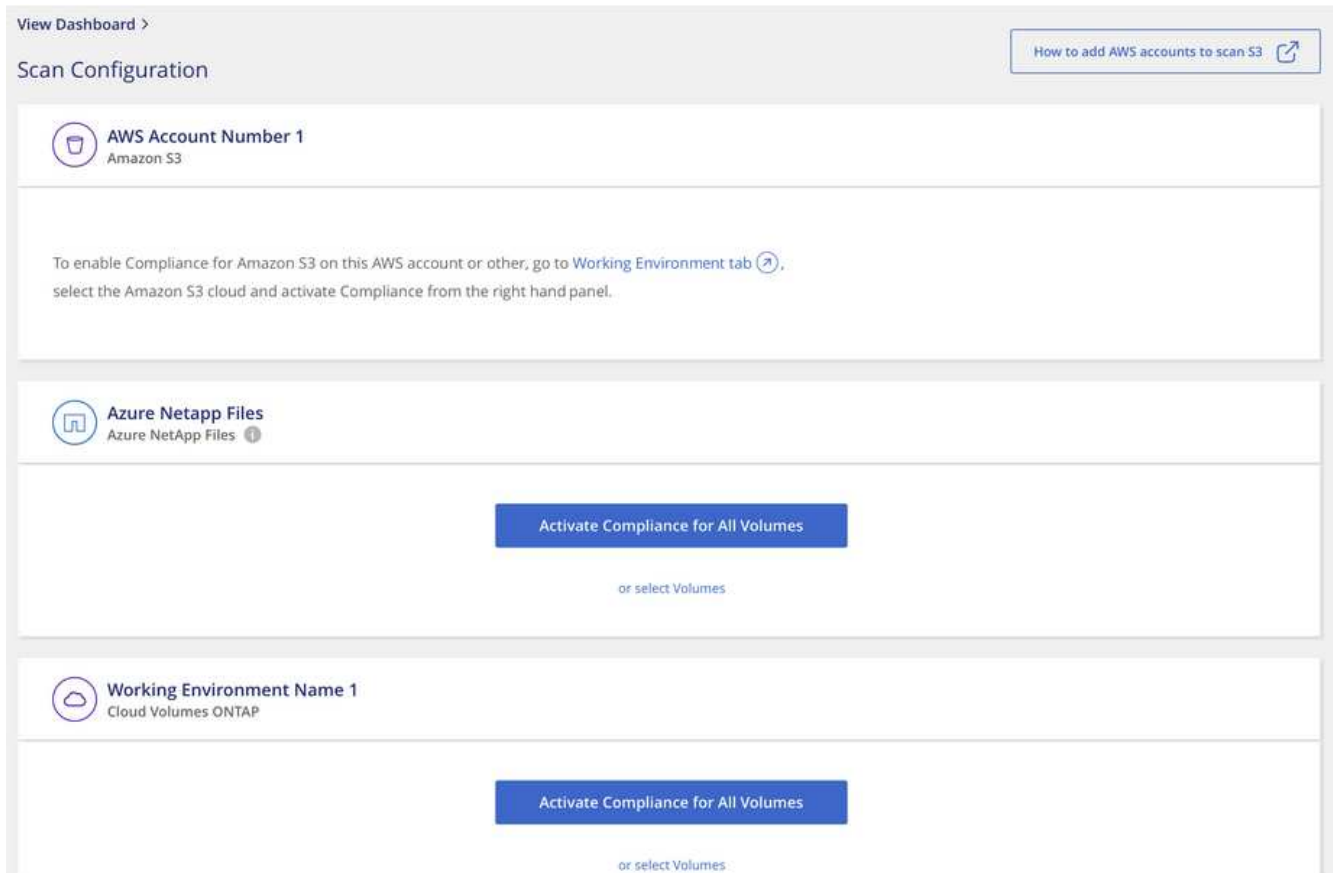 View Dashboard >
How to add AWS accounts to scan S3
Scan Configuration
AWS Account Number 1
Amazon S3
To enable Compliance for Amazon S3 on this AWS account or other, go to Working Environment tab,
select the Amazon S3 cloud and activate Compliance from the right hand panel.
Azure Netapp Files
Azure NetApp Files
Activate Compliance for All Volumes
or select Volumes
Working Environment Name 1
Cloud Volumes ONTAP
Activate Compliance for All Volumes
or select Volumes